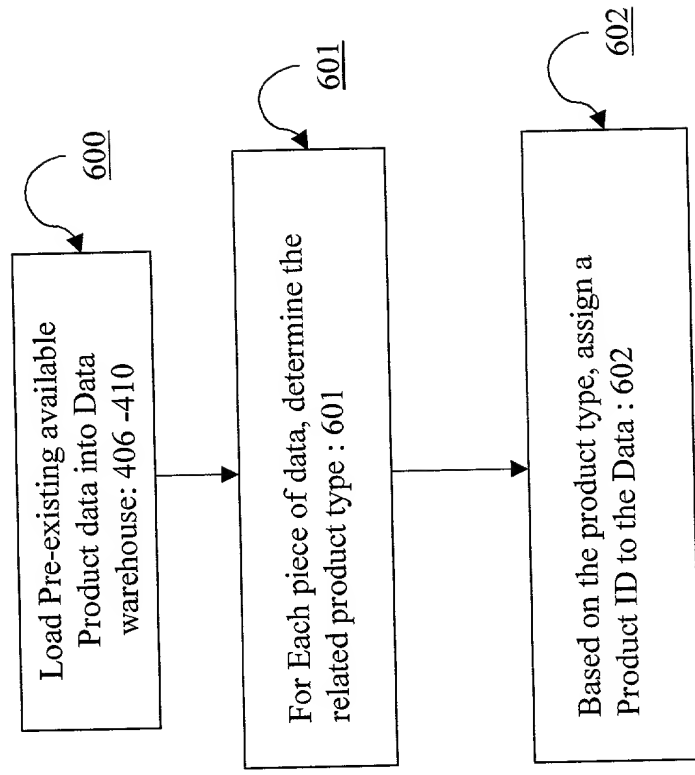 Load Pre-existing available
Product data into Data
warehouse: 406 -410
600
For Each piece of data, determine the
related product type : 601
601
Based on the product type, assign a
Product ID to the Data : 602
602